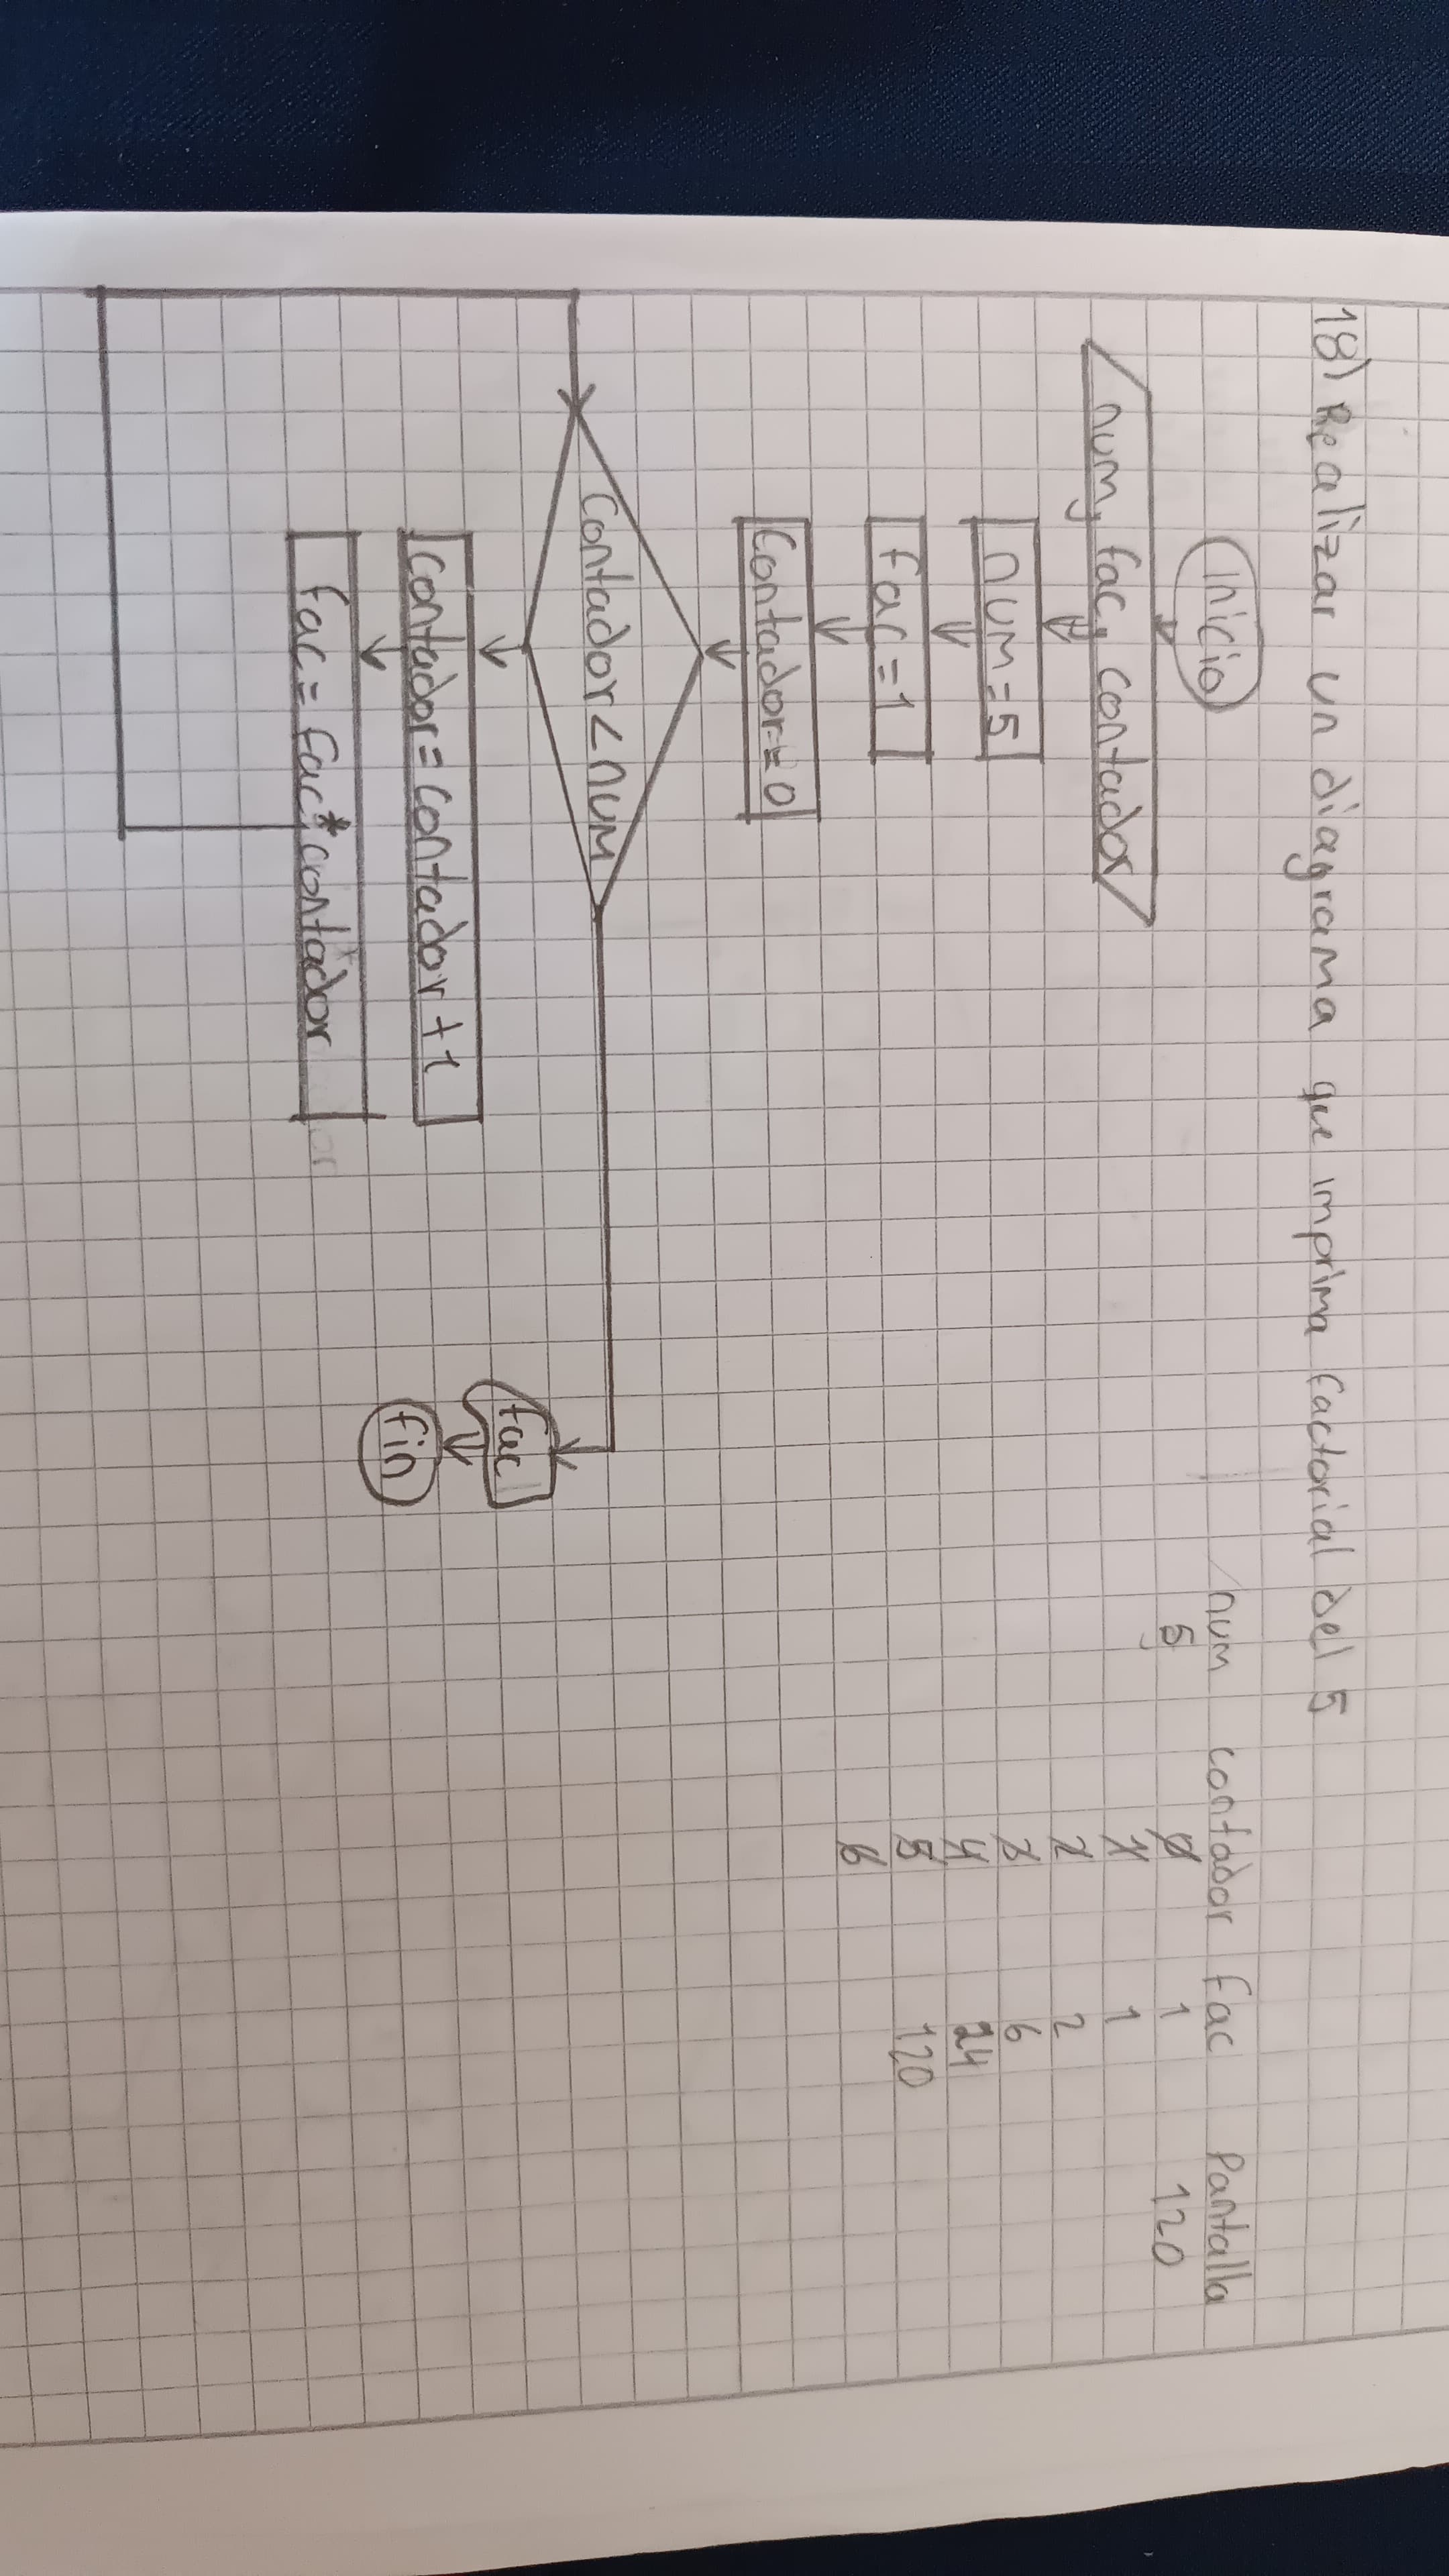 18) Realizar un diagrama que imprima factorial del 5
Inicio
num, fac, contador
num=5
fac=1
Contador=0
Contador<num
Contador=contador+1
fac=fac*contador
fac
fin
num contador fac Pantalla
5 0 1 120
1 1
2 2
3 6
4 24
5 120
6